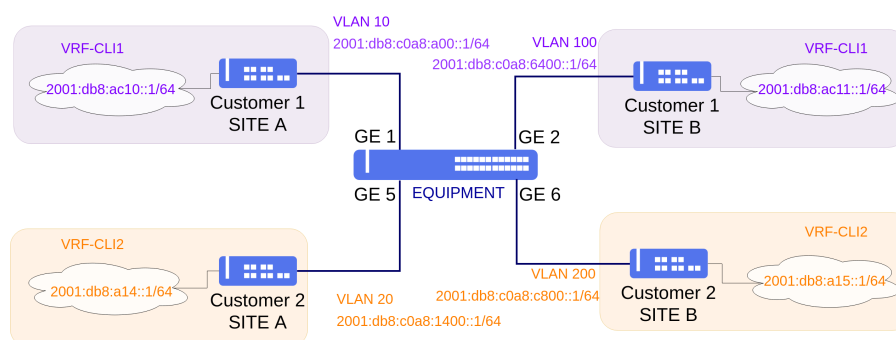 VLAN 10
2001:db8:c0a8:a00::1/64
VLAN 100
2001:db8:c0a8:6400::1/64
VRF-CLI1
2001:db8:ac10::1/64
Customer 1
SITE A
VRF-CLI1
2001:db8:ac11::1/64
Customer 1
SITE B
GE 1
GE 2
EQUIPMENT
GE 5
GE 6
VRF-CLI2
2001:db8:a14::1/64
Customer 2
SITE A
VLAN 20
2001:db8:c0a8:1400::1/64
VLAN 200
2001:db8:c0a8:c800::1/64
VRF-CLI2
2001:db8:a15::1/64
Customer 2
SITE B